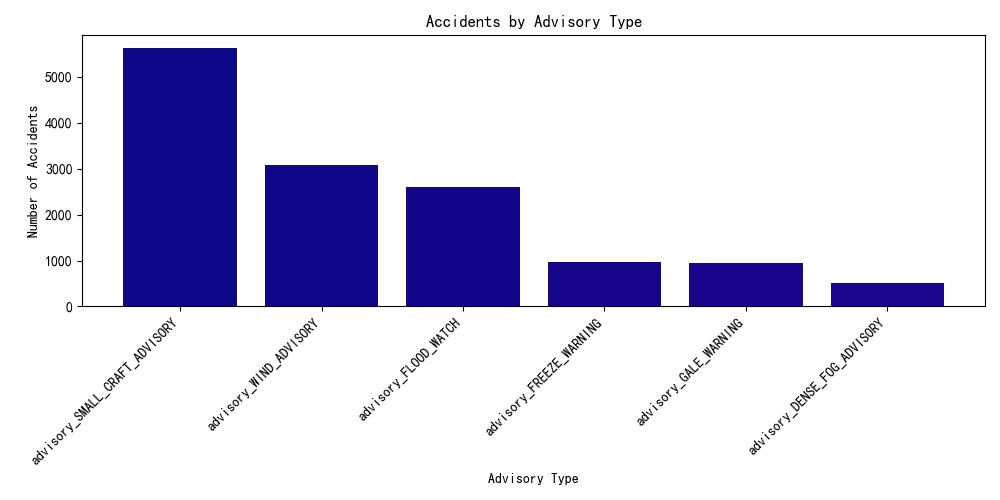 Accidents by Advisory Type
Number of Accidents
5000
4000
3000
2000
1000
0
advisory_SMALL_CRAFT_ADVISORY
advisory_WIND_ADVISORY
advisory_FLOOD_WATCH
advisory_FREEZE_WARNING
advisory_GALE_WARNING
advisory_DENSE_FOG_ADVISORY
Advisory Type